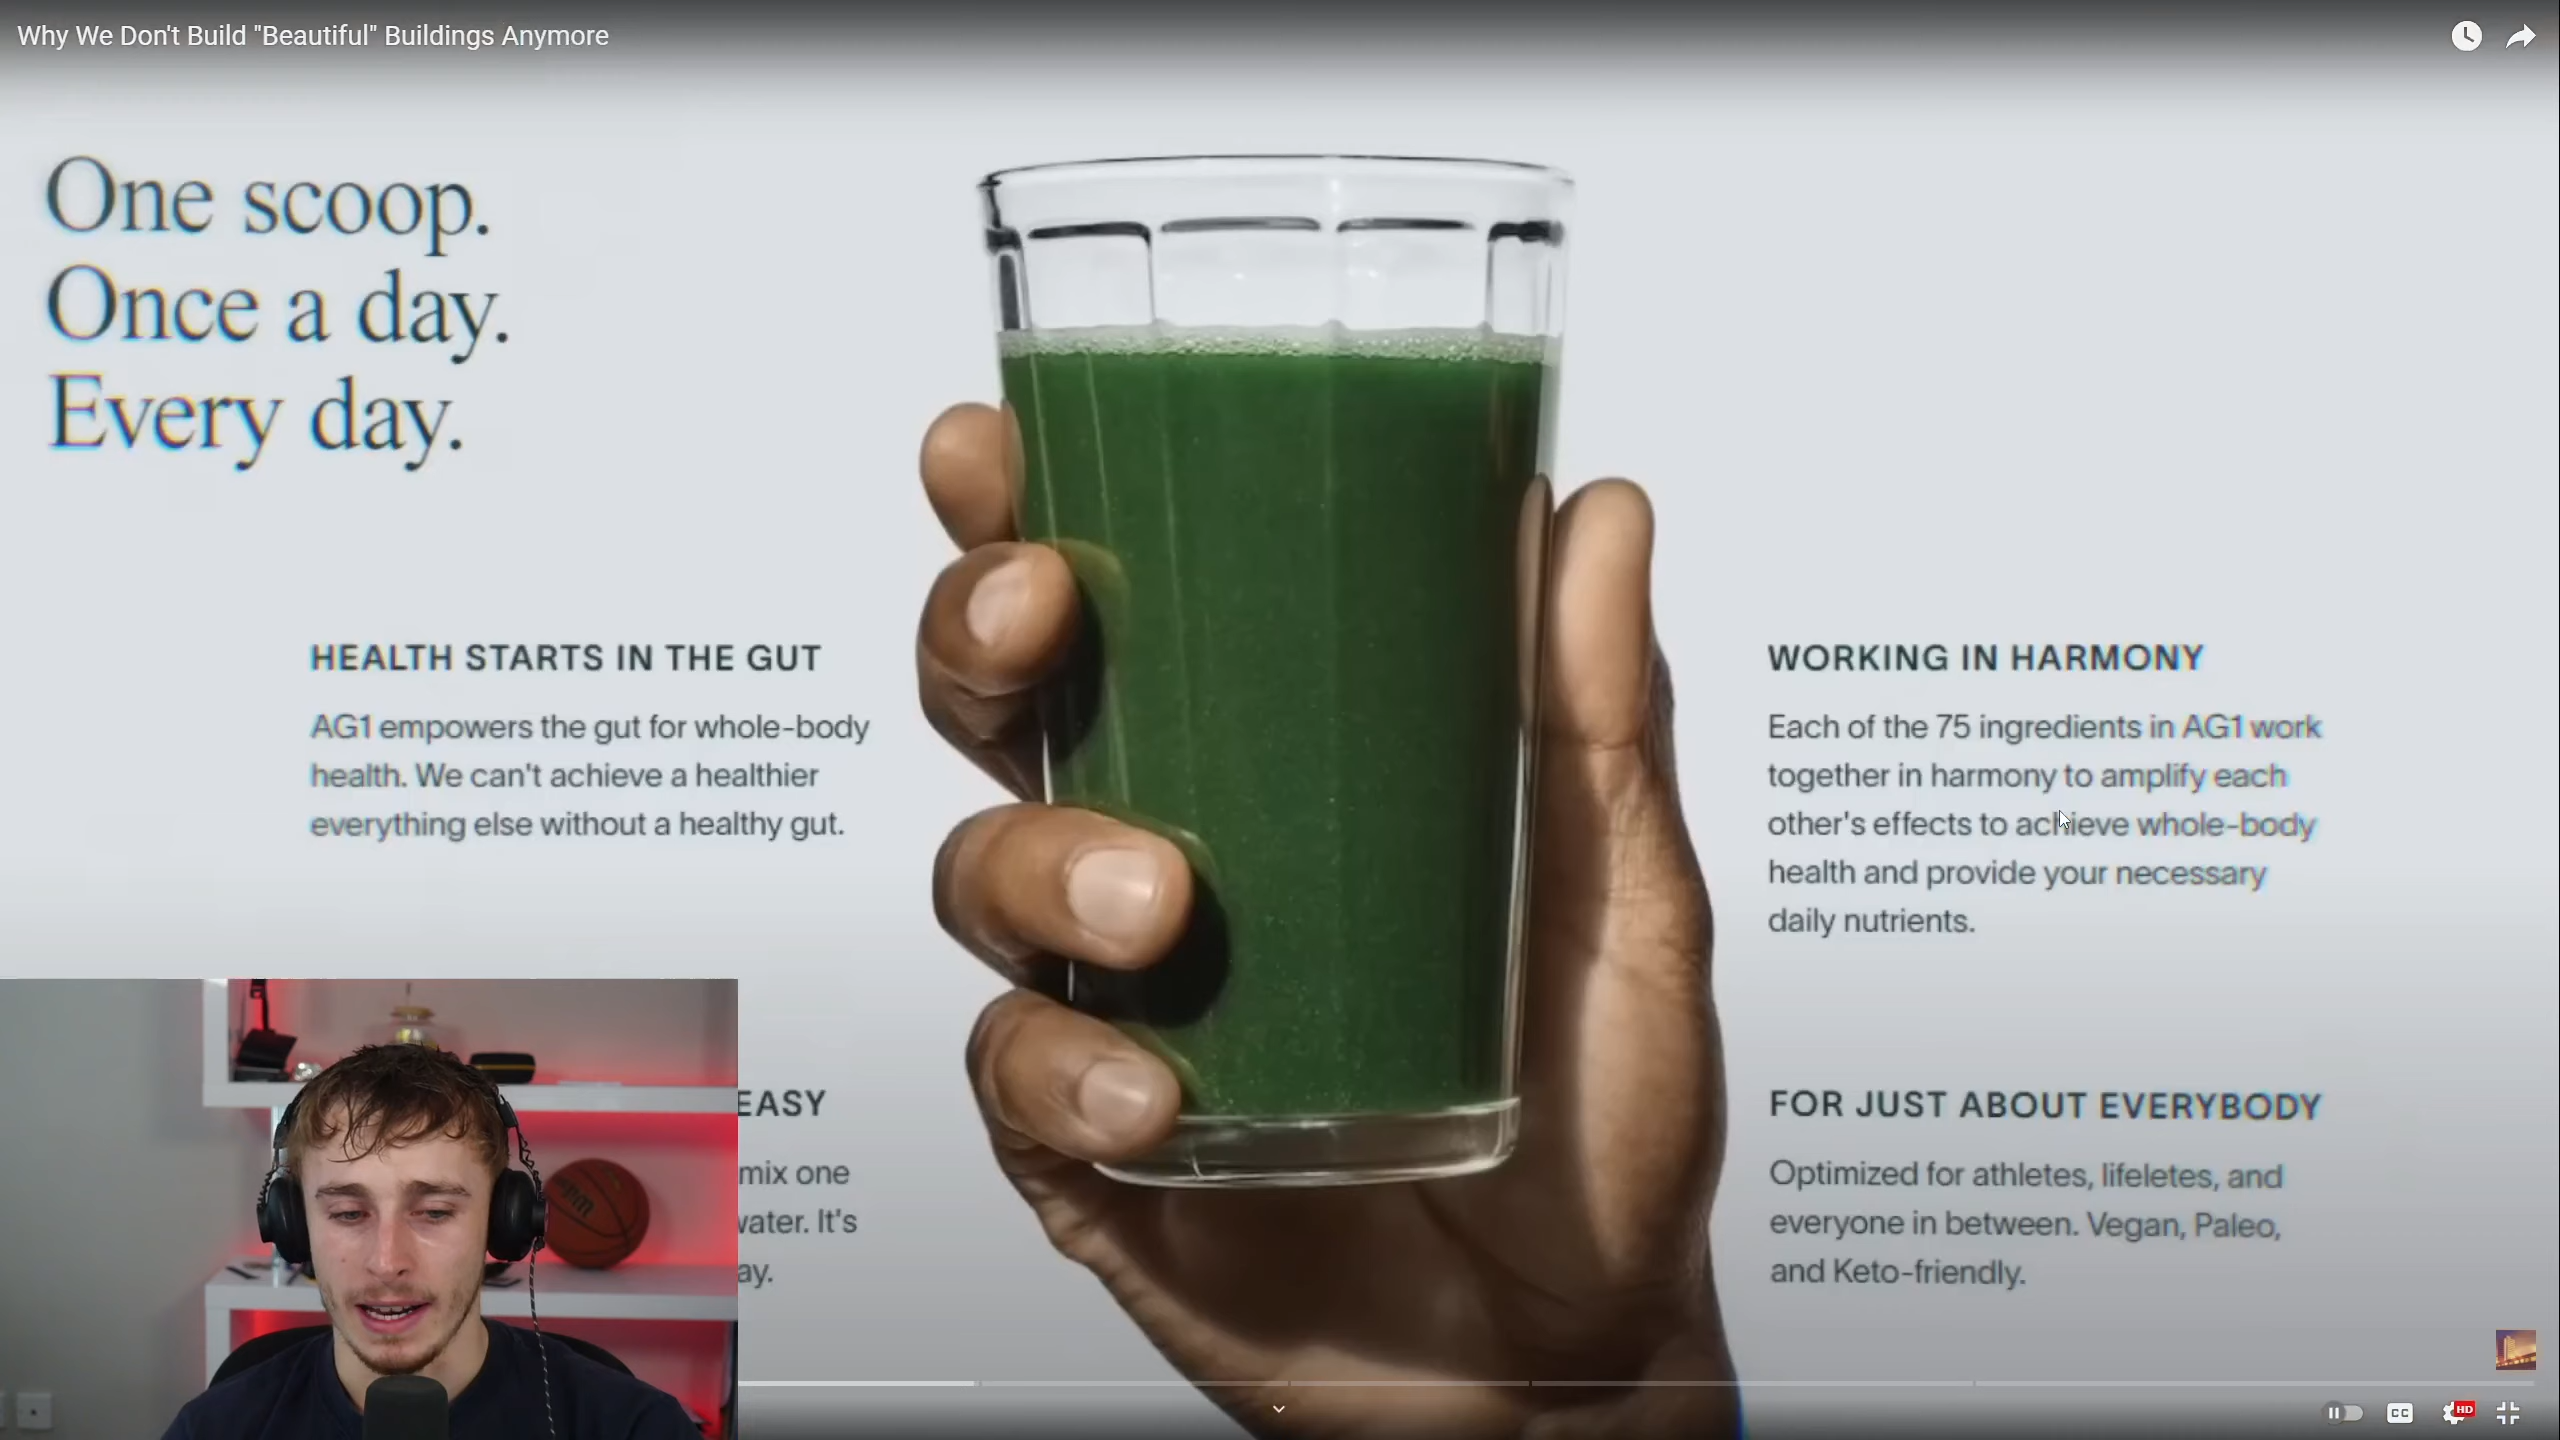 Why We Don't Build "Beautiful" Buildings Anymore
One scoop.
Once a day.
Every day.
HEALTH STARTS IN THE GUT
AG1 empowers the gut for whole-body
health. We can't achieve a healthier
everything else without a healthy gut.
WORKING IN HARMONY
Each of the 75 ingredients in AG1 work
together in harmony to amplify each
other's effects to achieve whole-body
health and provide your necessary
daily nutrients.
EASY
mix one
water. It's
ay.
FOR JUST ABOUT EVERYBODY
Optimized for athletes, lifeletes, and
everyone in between. Vegan, Paleo,
and Keto-friendly.
Wilson
CC
HD